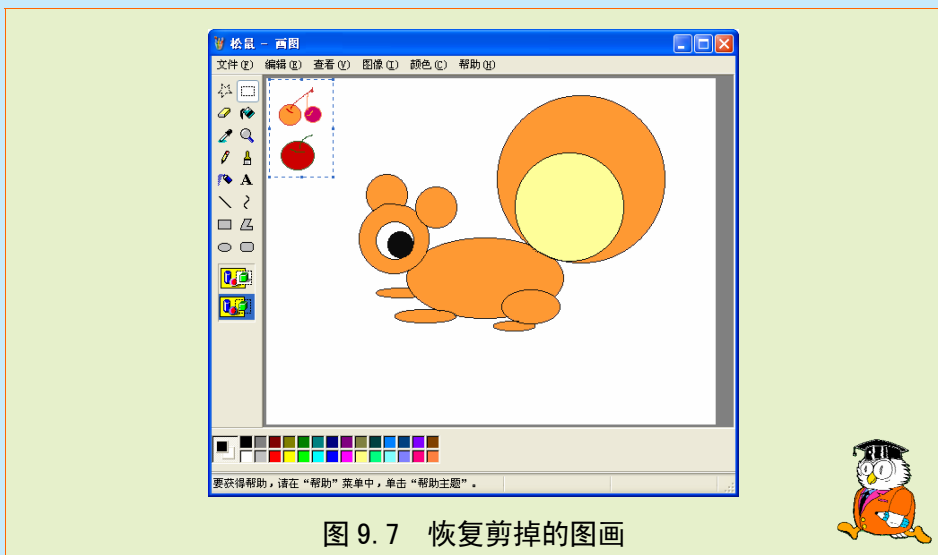 松鼠 - 画图
文件(F) 编辑(E) 查看(V) 图像(I) 颜色(C) 帮助(H)
A
要获得帮助，请在“帮助”菜单中，单击“帮助主题”。
图 9.7 恢复剪掉的图画